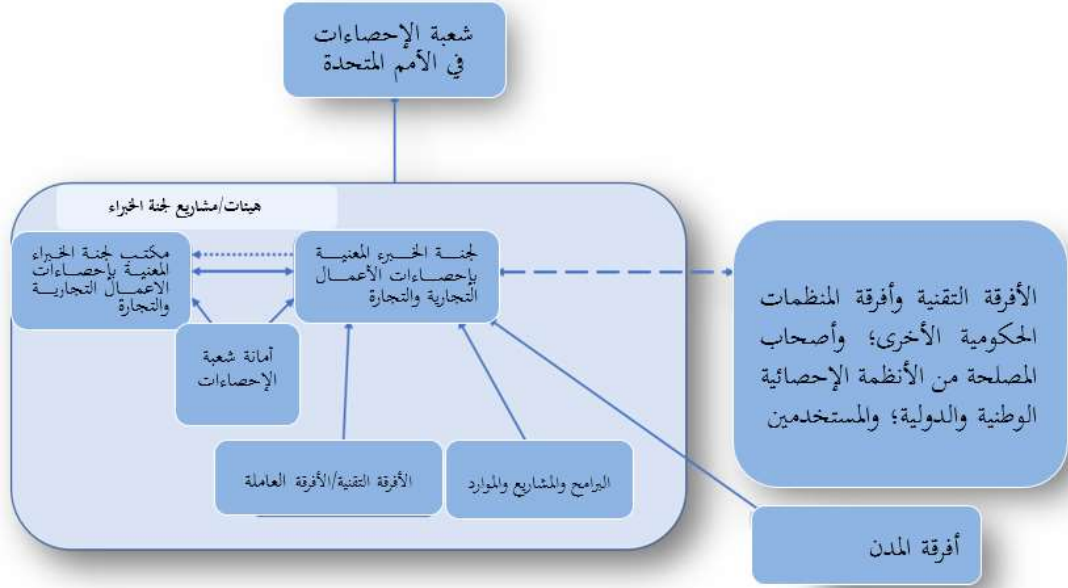 شعبة الإحصاءات
في الأمم المتحدة
هيئات/مشاريع لجنة الخبراء
لجنة الخبرء المعنية
بإحصاءات الأعمال
التجارية والتجارة
مكتب لجنة الخبراء
المعنية بإحصاءات
الاعمال التجارية
والتجارة
أمانة شعبة
الإحصاءات
الأفرقة التقنية وأفرقة المنظمات
الحكومية الأخرى؛ وأصحاب
المصلحة من الأنظمة الإحصائية
الوطنية والدولية؛ والمستخدمين
البرامج والمشاريع والموارد
الأفرقة التقنية/الأفرقة العاملة
أفرقة المدن